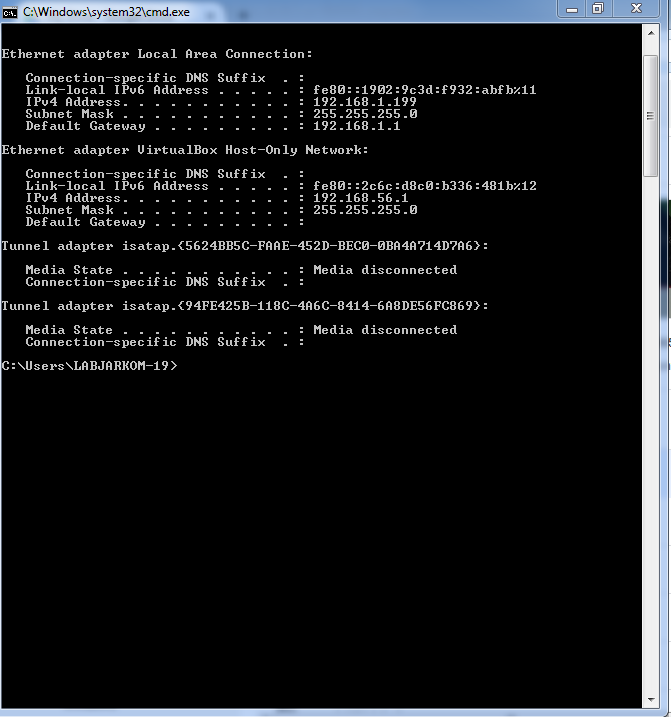 C:\Windows\system32\cmd.exe
Ethernet adapter Local Area Connection:
Connection-specific DNS Suffix  . :
Link-local IPv6 Address . . . . . : fe80::1902:9c3d:f932:abfb%11
IPv4 Address. . . . . . . . . . . : 192.168.1.199
Subnet Mask . . . . . . . . . . . : 255.255.255.0
Default Gateway . . . . . . . . . : 192.168.1.1
Ethernet adapter VirtualBox Host-Only Network:
Connection-specific DNS Suffix  . :
Link-local IPv6 Address . . . . . : fe80::2c6c:d8c0:b336:481b%12
IPv4 Address. . . . . . . . . . . : 192.168.56.1
Subnet Mask . . . . . . . . . . . : 255.255.255.0
Default Gateway . . . . . . . . . :
Tunnel adapter isatap.{5624BB5C-FAAE-452D-BEC0-0BA4A714D7A6}:
Media State . . . . . . . . . . . : Media disconnected
Connection-specific DNS Suffix  . :
Tunnel adapter isatap.{94FE425B-118C-4A6C-8414-6A8DE56FC869}:
Media State . . . . . . . . . . . : Media disconnected
Connection-specific DNS Suffix  . :
C:\Users\LABJARKOM-19>